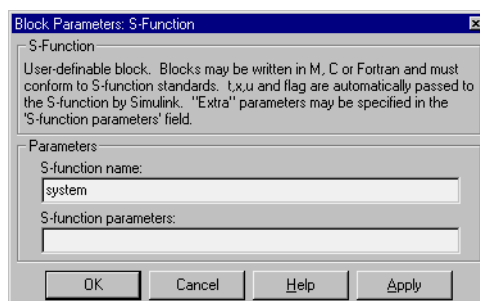 Block Parameters: S-Function
S-Function
User-definable block. Blocks may be written in M, C or Fortran and must
conform to S-function standards. t,x,u and flag are automatically passed to
the S-function by Simulink. "Extra" parameters may be specified in the
'S-function parameters' field.
Parameters
S-function name:
system
S-function parameters:
OK Cancel Help Apply